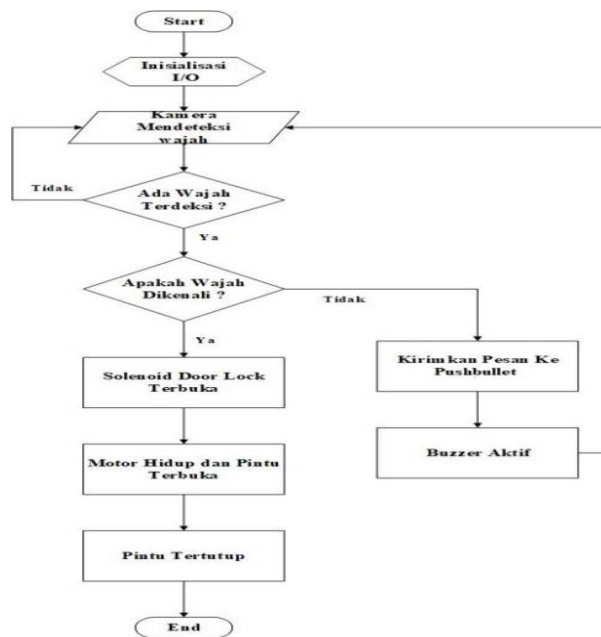 Start
Inisialisasi
I/O
Kamera
Mendeteksi
wajah
Tidak
Ada Wajah
Terdeksi ?
Ya
Apakah Wajah
Dikenali ?
Tidak
Ya
Solenoid Door Lock
Terbuka
Kirimkan Pesan Ke
Pushbullet
Motor Hidup dan Pintu
Terbuka
Buzzer Aktif
Pintu Tertutup
End